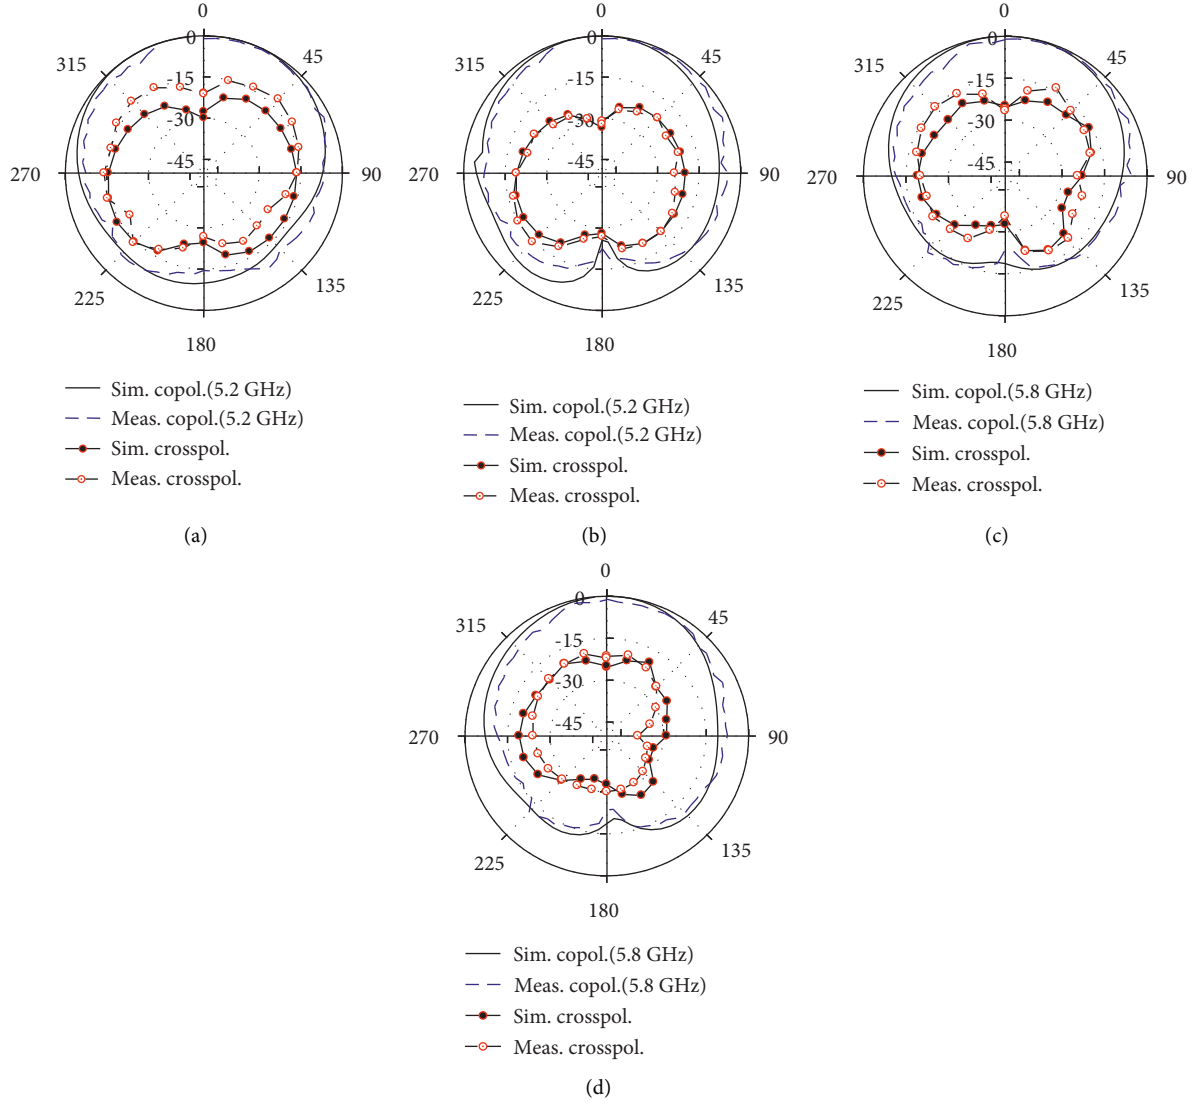 0
0
315
45
-15
-30
-45
270
90
225
135
180
Sim. copol.(5.2 GHz)
Meas. copol.(5.2 GHz)
Sim. crosspol.
Meas. crosspol.
(a)
0
0
315
45
-15
-30
-45
270
90
225
135
180
Sim. copol.(5.2 GHz)
Meas. copol.(5.2 GHz)
Sim. crosspol.
Meas. crosspol.
(b)
0
0
315
45
-15
-30
-45
270
90
225
135
180
Sim. copol.(5.8 GHz)
Meas. copol.(5.8 GHz)
Sim. crosspol.
Meas. crosspol.
(c)
0
0
315
45
-15
-30
-45
270
90
225
135
180
Sim. copol.(5.8 GHz)
Meas. copol.(5.8 GHz)
Sim. crosspol.
Meas. crosspol.
(d)